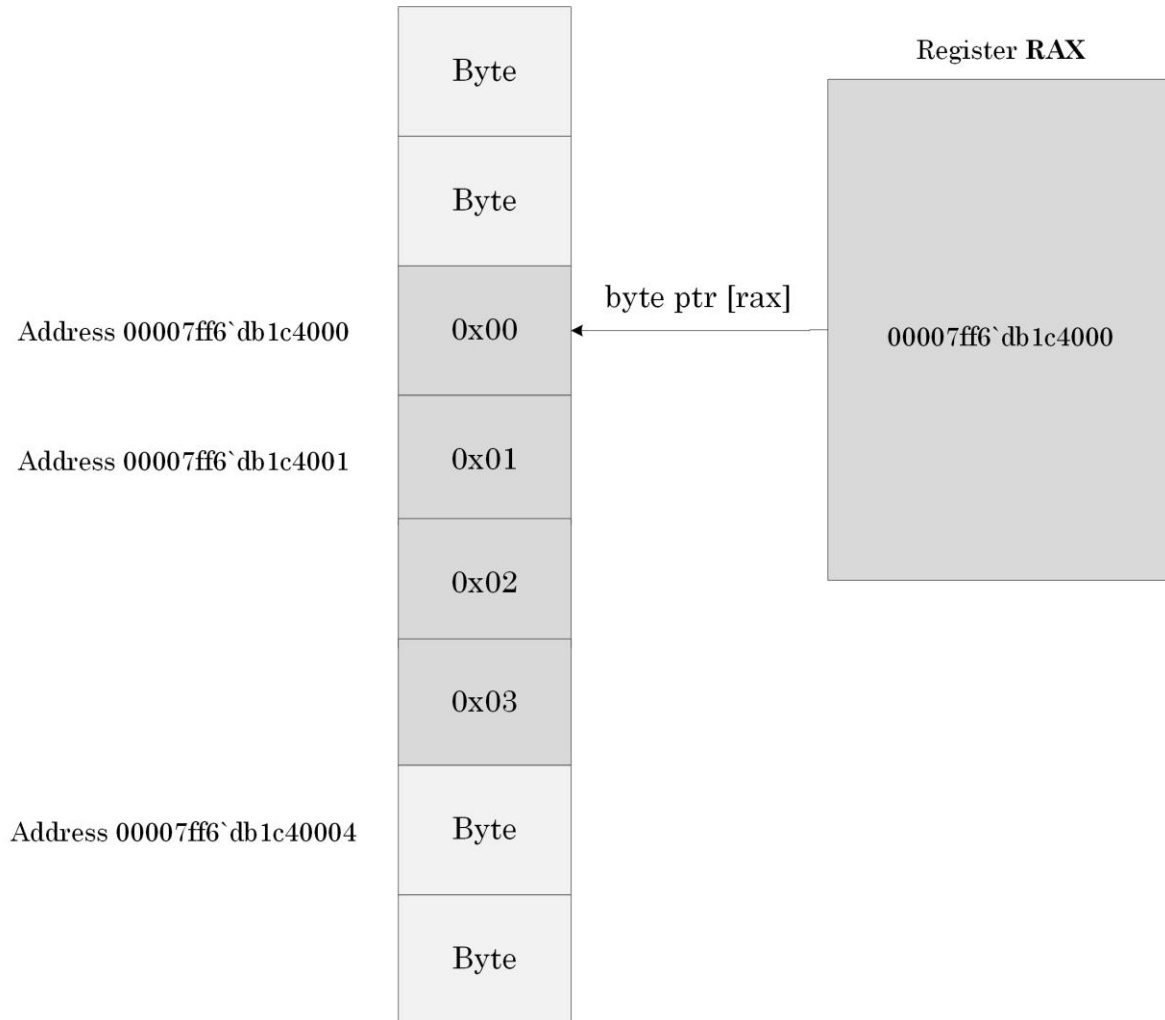 Byte
Register RAX
Byte
byte ptr [rax]
Address 00007ff6`db1c4000
0x00
00007ff6`db1c4000
Address 00007ff6`db1c4001
0x01
0x02
0x03
Address 00007ff6`db1c40004
Byte
Byte